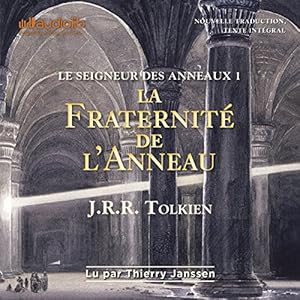 audiolib
NOUVELLE TRADUCTION,
TEXTE INTÉGRAL
LE SEIGNEUR DES ANNEAUX 1
LA
FRATERNITÉ
DE
L'ANNEAU
J.R.R. TOLKIEN
Lu par Thierry Janssen